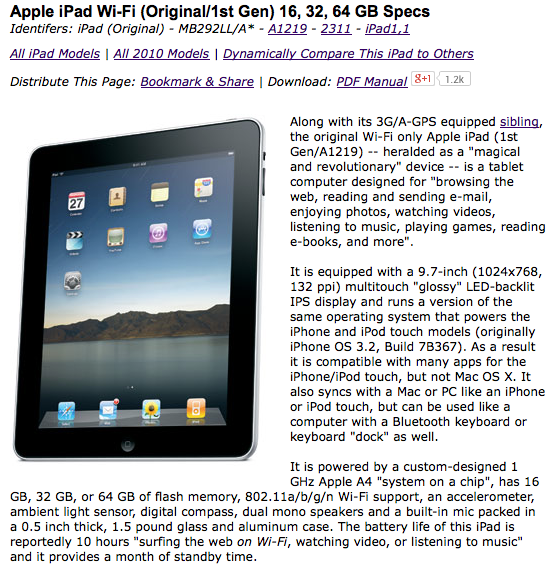 Apple iPad Wi-Fi (Original/1st Gen) 16, 32, 64 GB Specs
Identifers: iPad (Original) - MB292LL/A* - A1219 - 2311 - iPad1,1
All iPad Models | All 2010 Models | Dynamically Compare This iPad to Others
Distribute This Page: Bookmark & Share | Download: PDF Manual g+1 1.2k
Along with its 3G/A-GPS equipped sibling,
the original Wi-Fi only Apple iPad (1st
Gen/A1219) -- heralded as a "magical
and revolutionary" device -- is a tablet
computer designed for "browsing the
web, reading and sending e-mail,
enjoying photos, watching videos,
listening to music, playing games, reading
e-books, and more".
It is equipped with a 9.7-inch (1024x768,
132 ppi) multitouch "glossy" LED-backlit
IPS display and runs a version of the
same operating system that powers the
iPhone and iPod touch models (originally
iPhone OS 3.2, Build 7B367). As a result
it is compatible with many apps for the
iPhone/iPod touch, but not Mac OS X. It
also syncs with a Mac or PC like an iPhone
or iPod touch, but can be used like a
computer with a Bluetooth keyboard or
keyboard "dock" as well.
It is powered by a custom-designed 1
GHz Apple A4 "system on a chip", has 16
GB, 32 GB, or 64 GB of flash memory, 802.11a/b/g/n Wi-Fi support, an accelerometer,
ambient light sensor, digital compass, dual mono speakers and a built-in mic packed in
a 0.5 inch thick, 1.5 pound glass and aluminum case. The battery life of this iPad is
reportedly 10 hours "surfing the web on Wi-Fi, watching video, or listening to music"
and it provides a month of standby time.
27